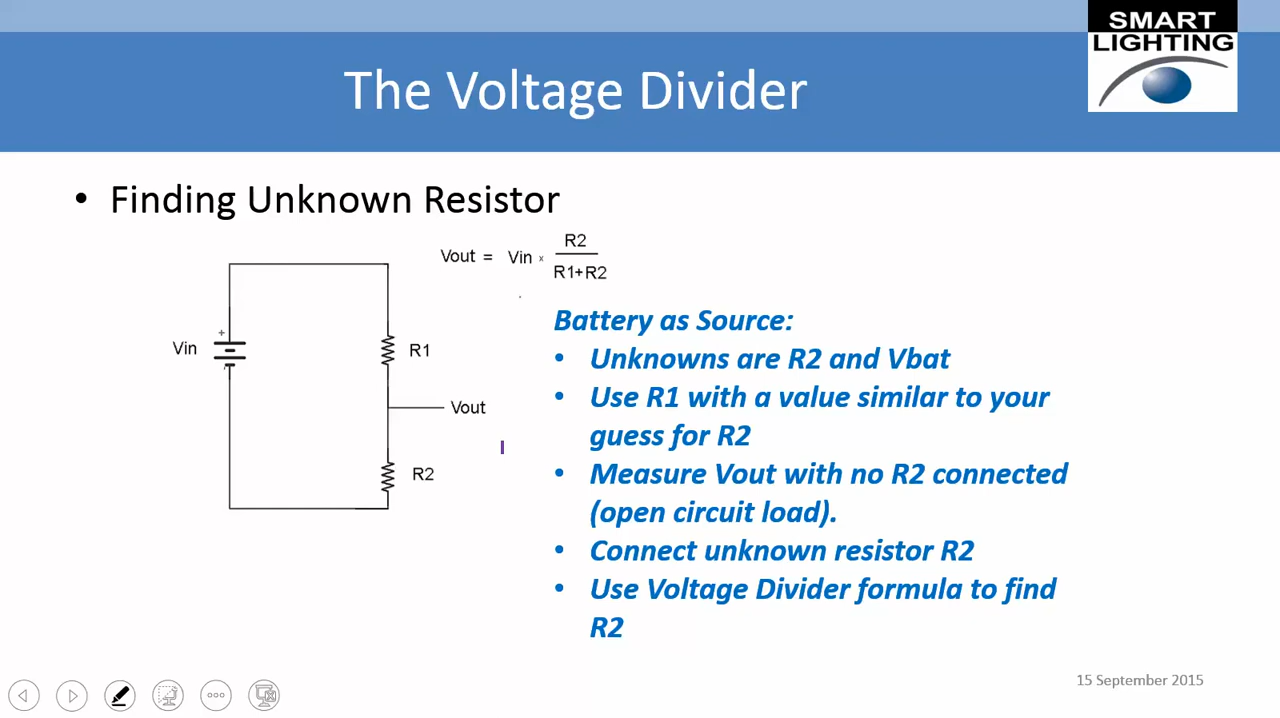 SMART
LIGHTING
The Voltage Divider
• Finding Unknown Resistor
Vout = Vin × R2
R1+R2
+
Vin
R1
Vout
R2
Battery as Source:
• Unknowns are R2 and Vbat
• Use R1 with a value similar to your
guess for R2
• Measure Vout with no R2 connected
(open circuit load).
• Connect unknown resistor R2
• Use Voltage Divider formula to find
R2
15 September 2015